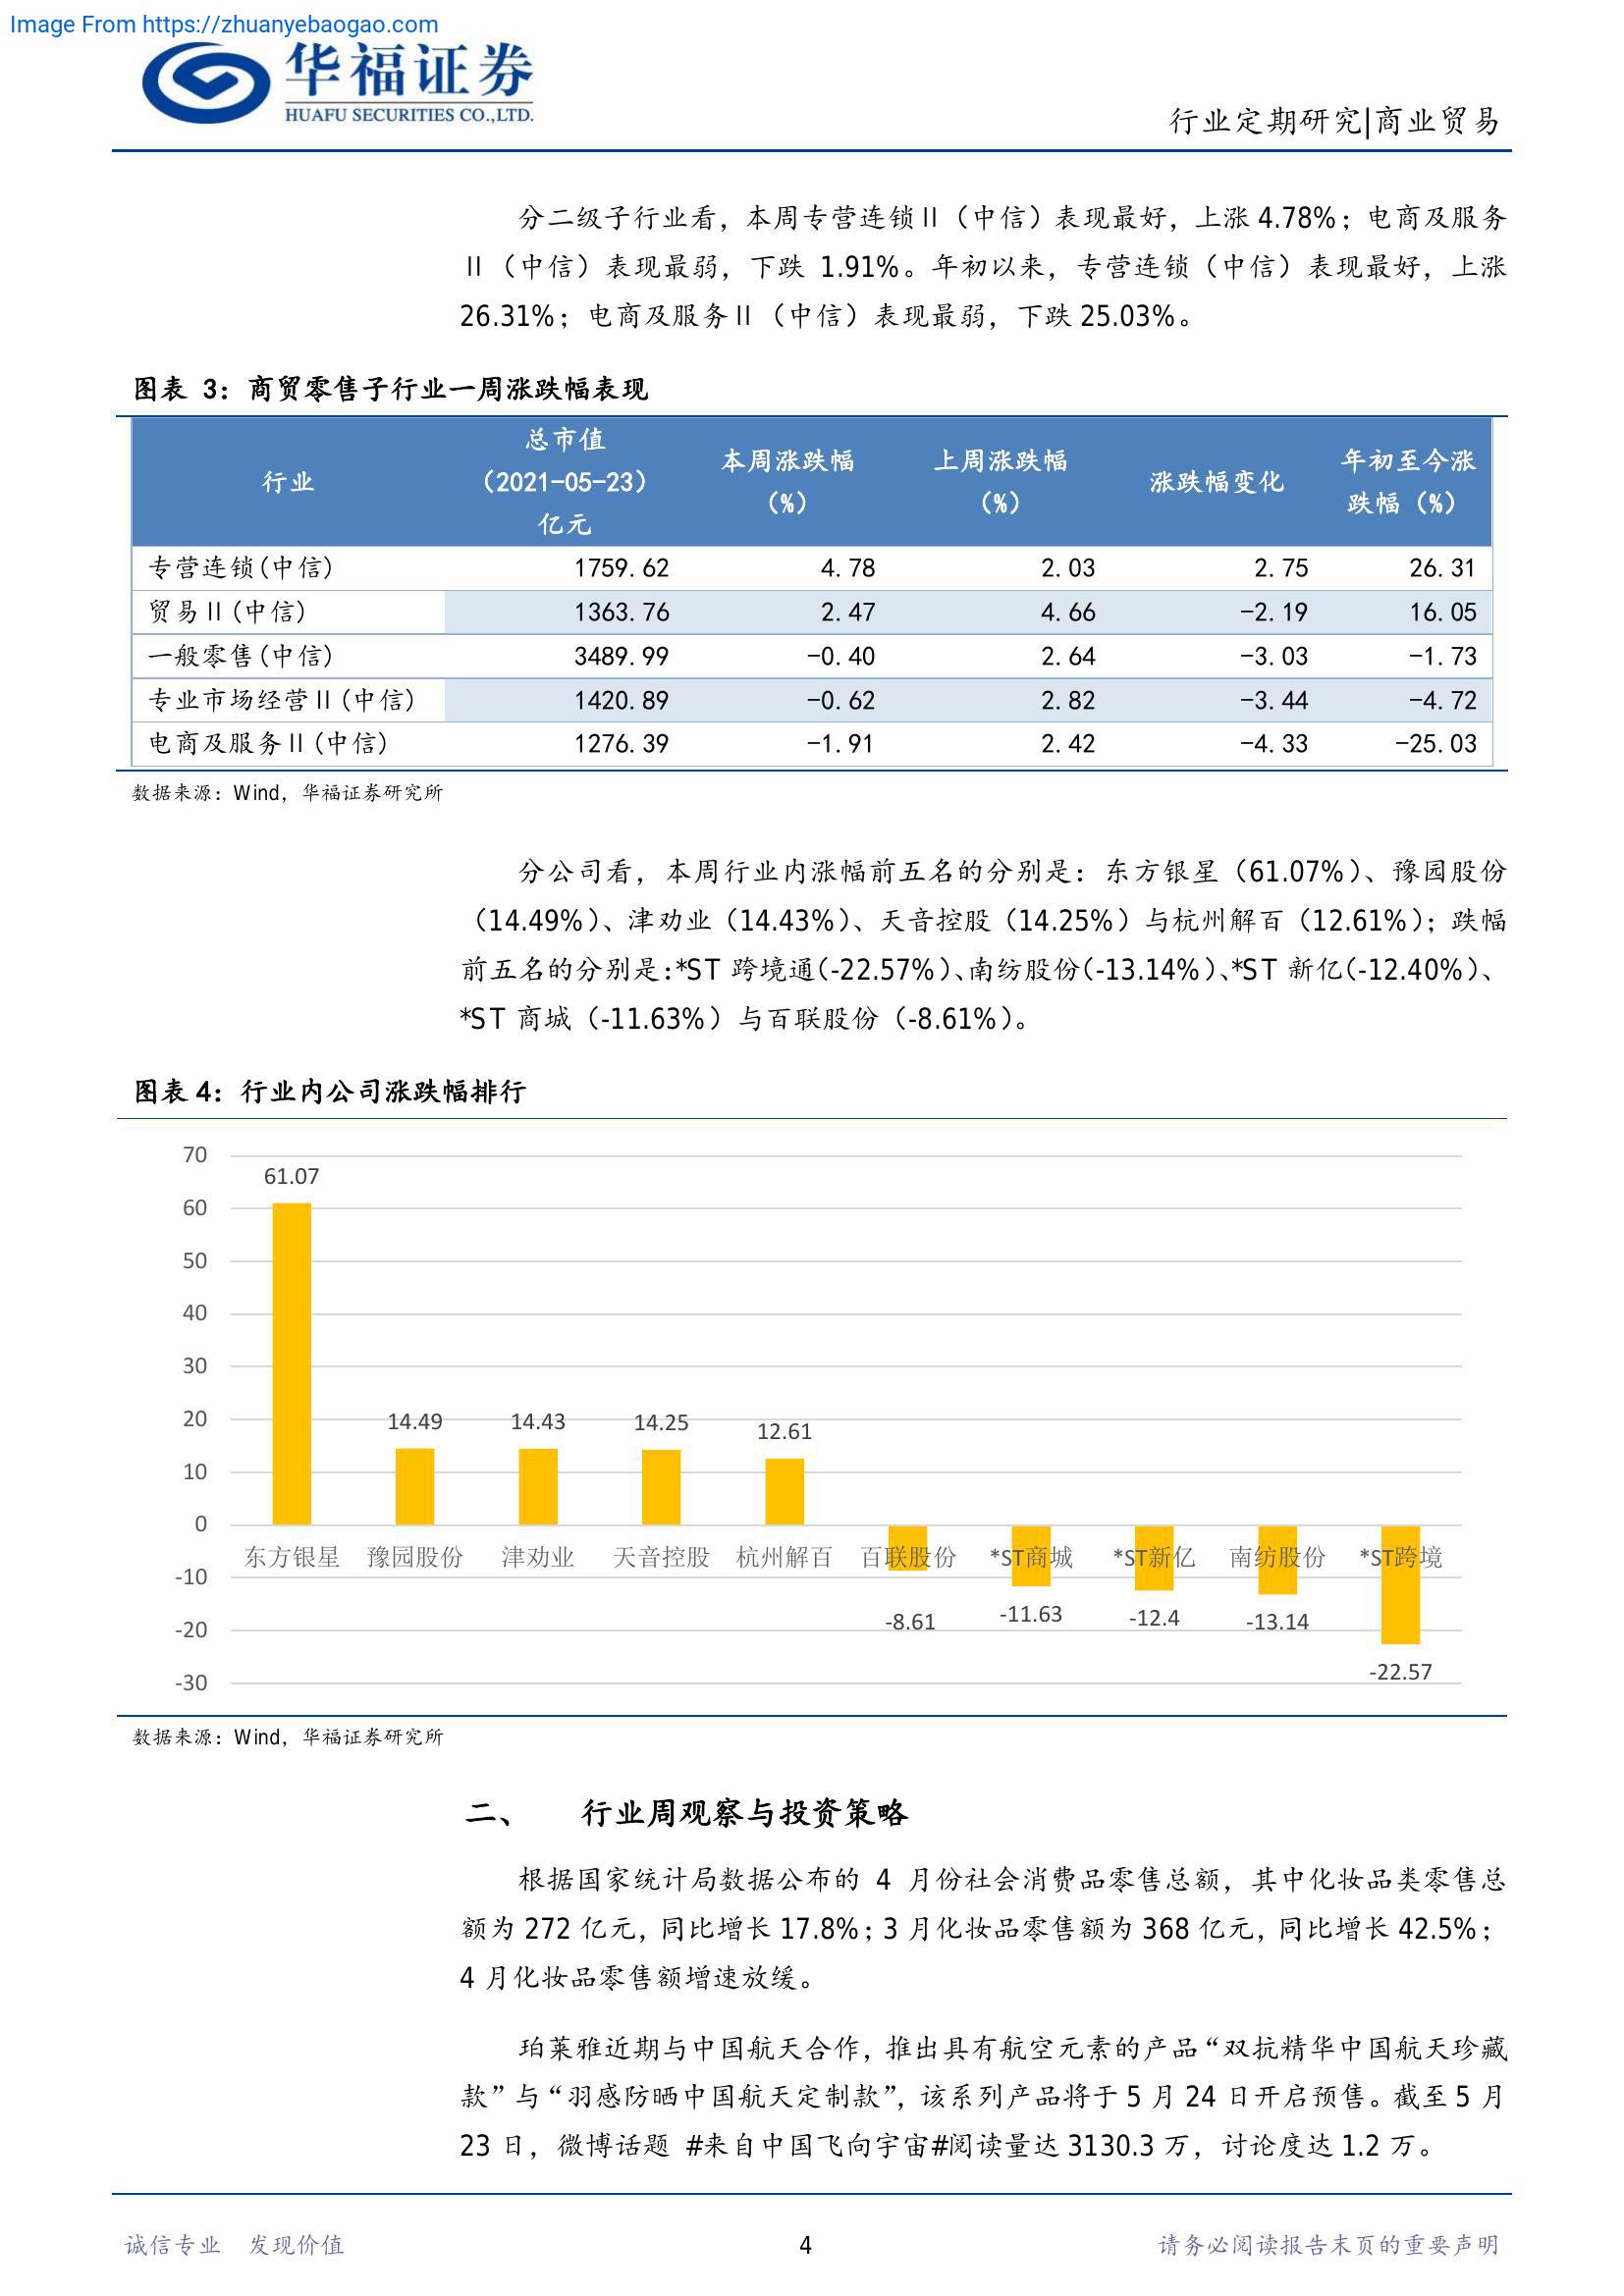 Image From https://zhuanyebaogao.com
华福证券
HUAFU SECURITIES CO.,LTD.
行业定期研究|商业贸易
分二级子行业看，本周专营连锁Ⅱ（中信）表现最好，上涨 4.78%；电商及服务
Ⅱ（中信）表现最弱，下跌 1.91%。年初以来，专营连锁（中信）表现最好，上涨
26.31%；电商及服务Ⅱ（中信）表现最弱，下跌 25.03%。
图表 3：商贸零售子行业一周涨跌幅表现
行业 总市值（2021-05-23）亿元 本周涨跌幅（%） 上周涨跌幅（%） 涨跌幅变化 年初至今涨跌幅（%）
专营连锁(中信) 1759.62 4.78 2.03 2.75 26.31
贸易Ⅱ(中信) 1363.76 2.47 4.66 -2.19 16.05
一般零售(中信) 3489.99 -0.40 2.64 -3.03 -1.73
专业市场经营Ⅱ(中信) 1420.89 -0.62 2.82 -3.44 -4.72
电商及服务Ⅱ(中信) 1276.39 -1.91 2.42 -4.33 -25.03
数据来源：Wind，华福证券研究所
分公司看，本周行业内涨幅前五名的分别是：东方银星（61.07%）、豫园股份
（14.49%）、津劝业（14.43%）、天音控股（14.25%）与杭州解百（12.61%）；跌幅
前五名的分别是：*ST 跨境通（-22.57%）、南纺股份（-13.14%）、*ST 新亿（-12.40%）、
*ST 商城（-11.63%）与百联股份（-8.61%）。
图表 4：行业内公司涨跌幅排行
70
61.07
60
50
40
30
20
14.49 14.43 14.25 12.61
10
0
东方银星 豫园股份 津劝业 天音控股 杭州解百 百联股份 *ST商城 *ST新亿 南纺股份 *ST跨境
-10
-8.61 -11.63 -12.4 -13.14
-20
-22.57
-30
数据来源：Wind，华福证券研究所
二、 行业周观察与投资策略
根据国家统计局数据公布的 4 月份社会消费品零售总额，其中化妆品类零售总
额为 272 亿元，同比增长 17.8%；3 月化妆品零售额为 368 亿元，同比增长 42.5%；
4 月化妆品零售额增速放缓。
珀莱雅近期与中国航天合作，推出具有航空元素的产品“双抗精华中国航天珍藏
款”与“羽感防晒中国航天定制款”，该系列产品将于 5 月 24 日开启预售。截至 5 月
23 日，微博话题 #来自中国飞向宇宙#阅读量达 3130.3 万，讨论度达 1.2 万。
诚信专业 发现价值 4 请务必阅读报告末页的重要声明